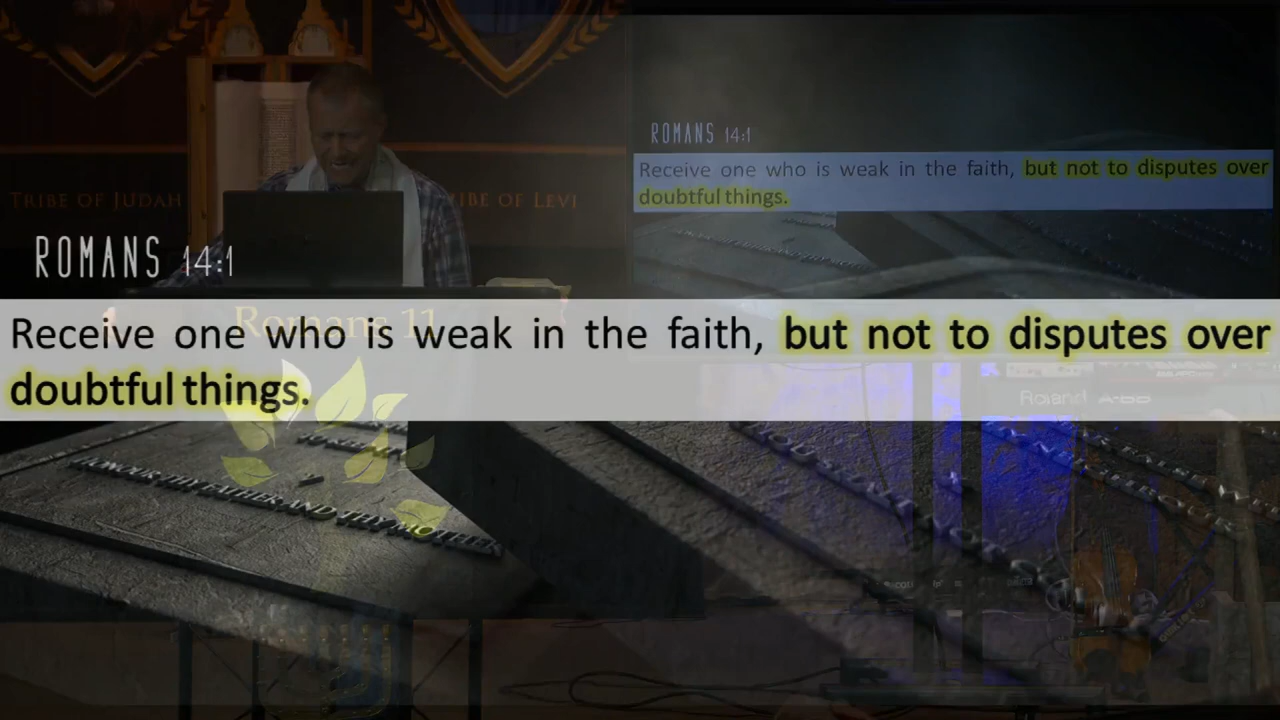 TRIBE OF JUDAH
IBE OF LEVI
ROMANS 14:1
Receive one who is weak in the faith, but not to disputes over
doubtful things.
ROMANS 14:1
Romans 11
Receive one who is weak in the faith, but not to disputes over
doubtful things.
Roland
HONOUR THY FATHER AND THY MOTHER